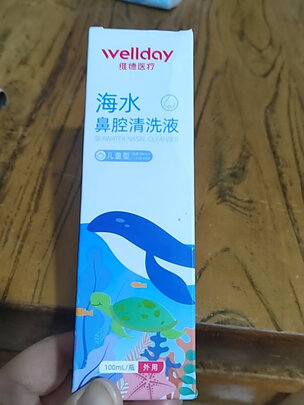 wellday
维德医疗
海水
鼻腔清洗液
SEAWATER NASAL CLEANSER
儿童型
100mL/瓶 外用